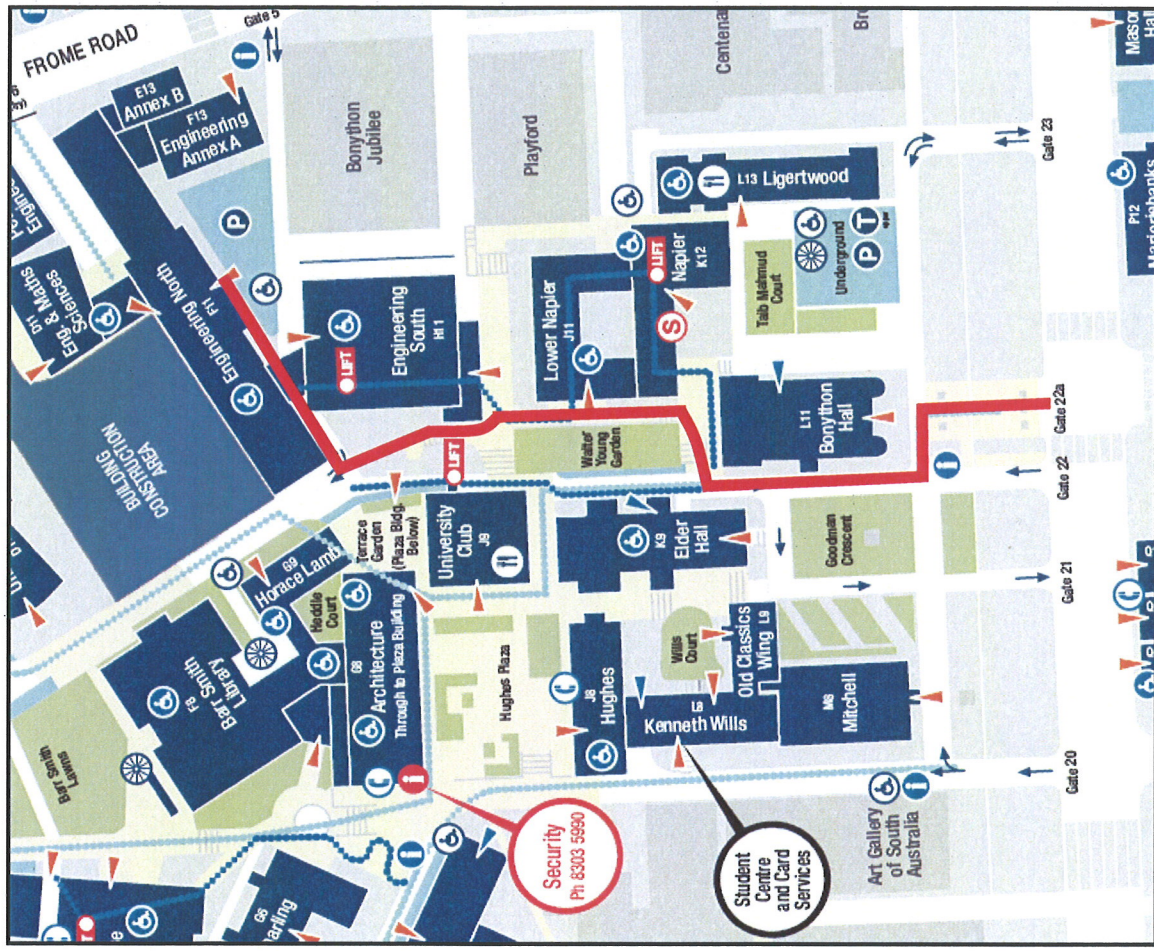 FROME ROAD
Gate 5
E13
Annex B
F13
Engineering
Annex A
Bonython
Jubilee
Playford
P
D11
Eng. & Maths
Sciences
F11
Engineering North
BUILDING
CONSTRUCTION
AREA
LIFT
Engineering
South
H11
Lower Napier
J11
LIFT
Napier
K12
S
L13 Ligertwood
Taib Mahmud
Court
Underground
P T
Gate 23
P12
L11
Bonython
Hall
Gate 22a
Gate 22
i
Walter
Young
Garden
LIFT
Terrace
Garden
(Plaza Bldg.
Below)
University
Club
J9
K9
Elder
Hall
Goodman
Crescent
Gate 21
G9
Horace Lamb
Heddle
Court
F8
Barr Smith
Library
Barr Smith
Lawns
G8
Architecture
Through to Plaza Building
Hughes Plaza
J8
Hughes
Wills
Court
L8
Kenneth Wills
Old Classics
Wing L9
M8
Mitchell
Gate 20
i
Security
Ph 8303 5990
Student
Centre
and Card
Services
Art Gallery
of South
Australia
i
G6